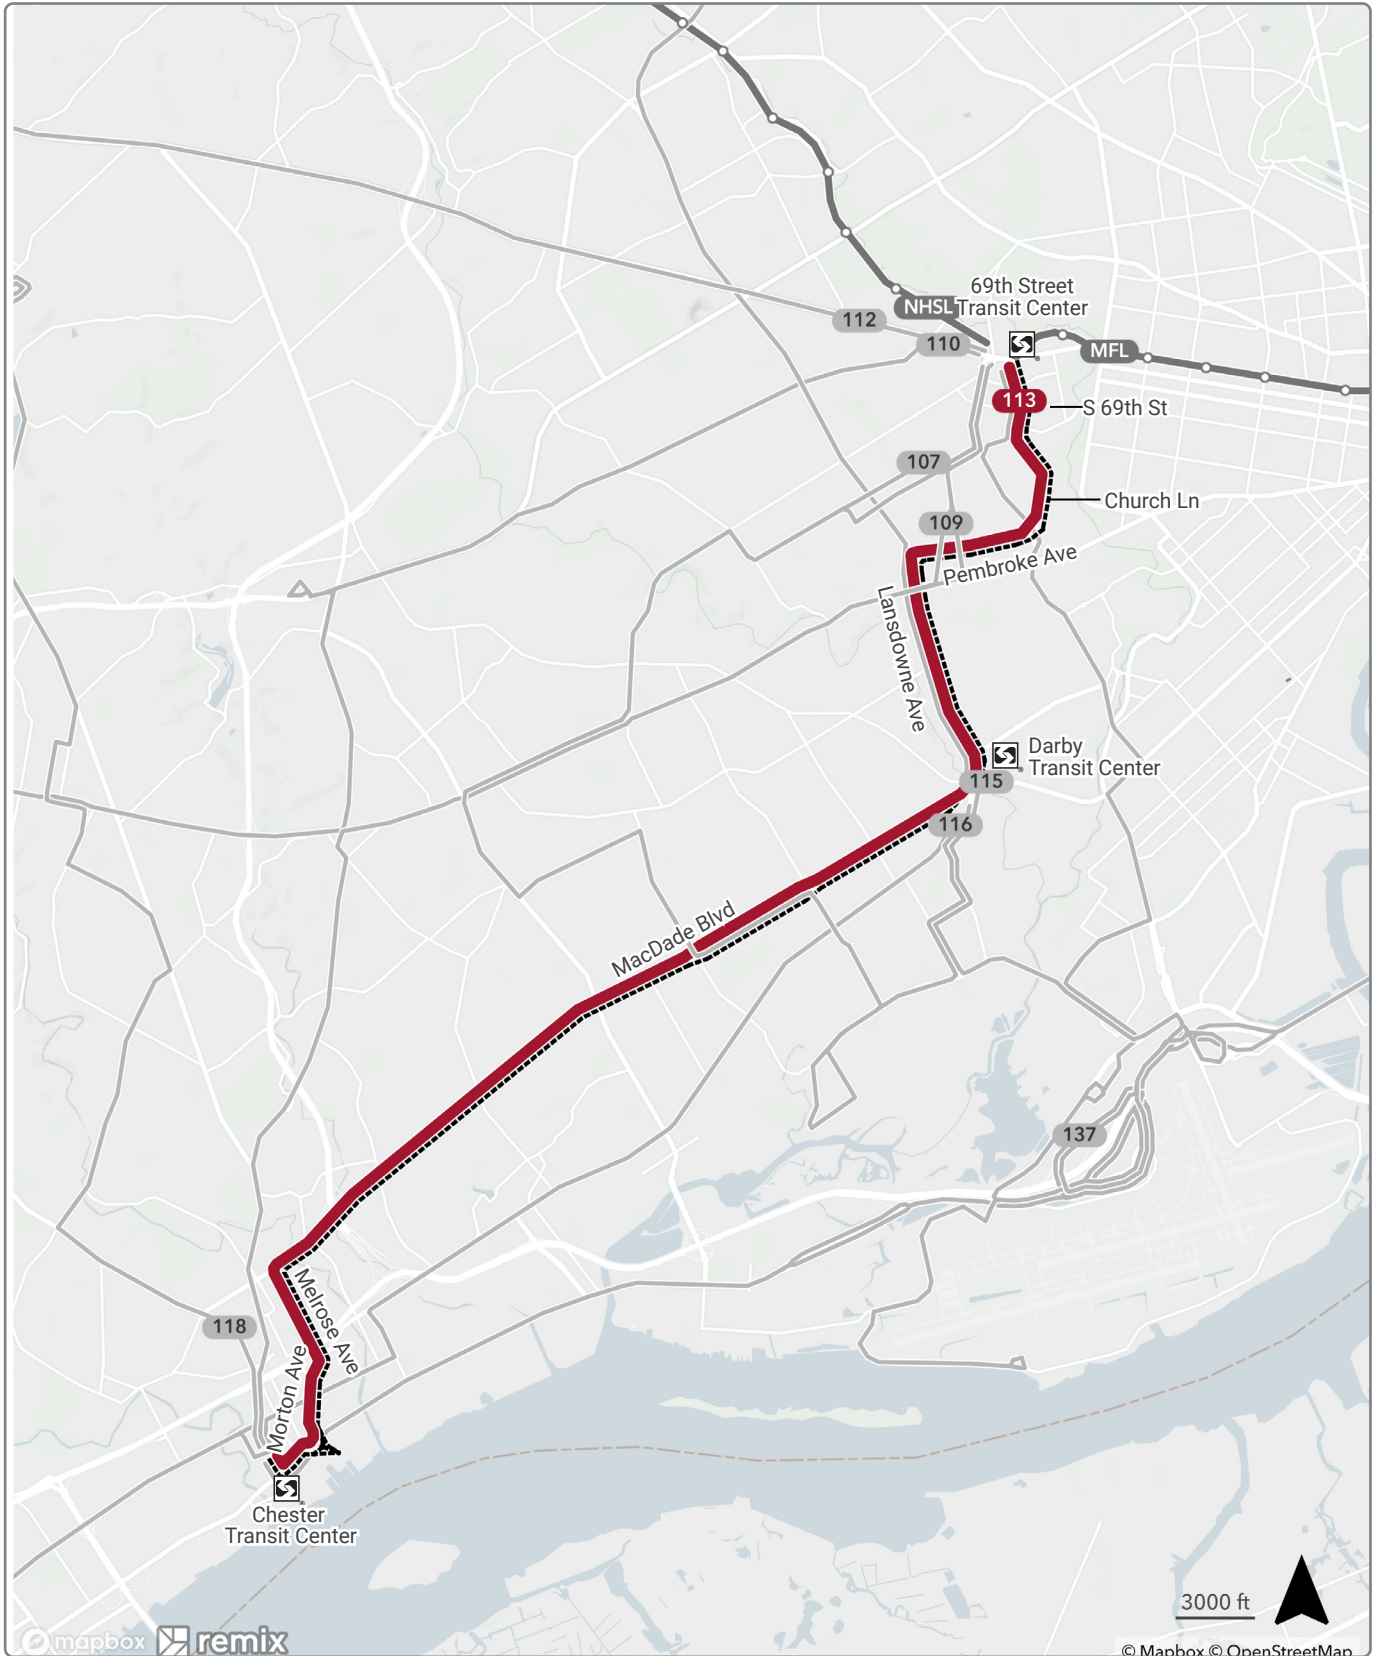 69th Street
Transit Center
NHSL
112
110
MFL
113
S 69th St
107
Church Ln
109
Pembroke Ave
Lansdowne Ave
Darby
Transit Center
115
116
MacDade Blvd
137
Melrose Ave
118
Morton Ave
Chester
Transit Center
3000 ft
mapbox
remix
© Mapbox © OpenStreetMap